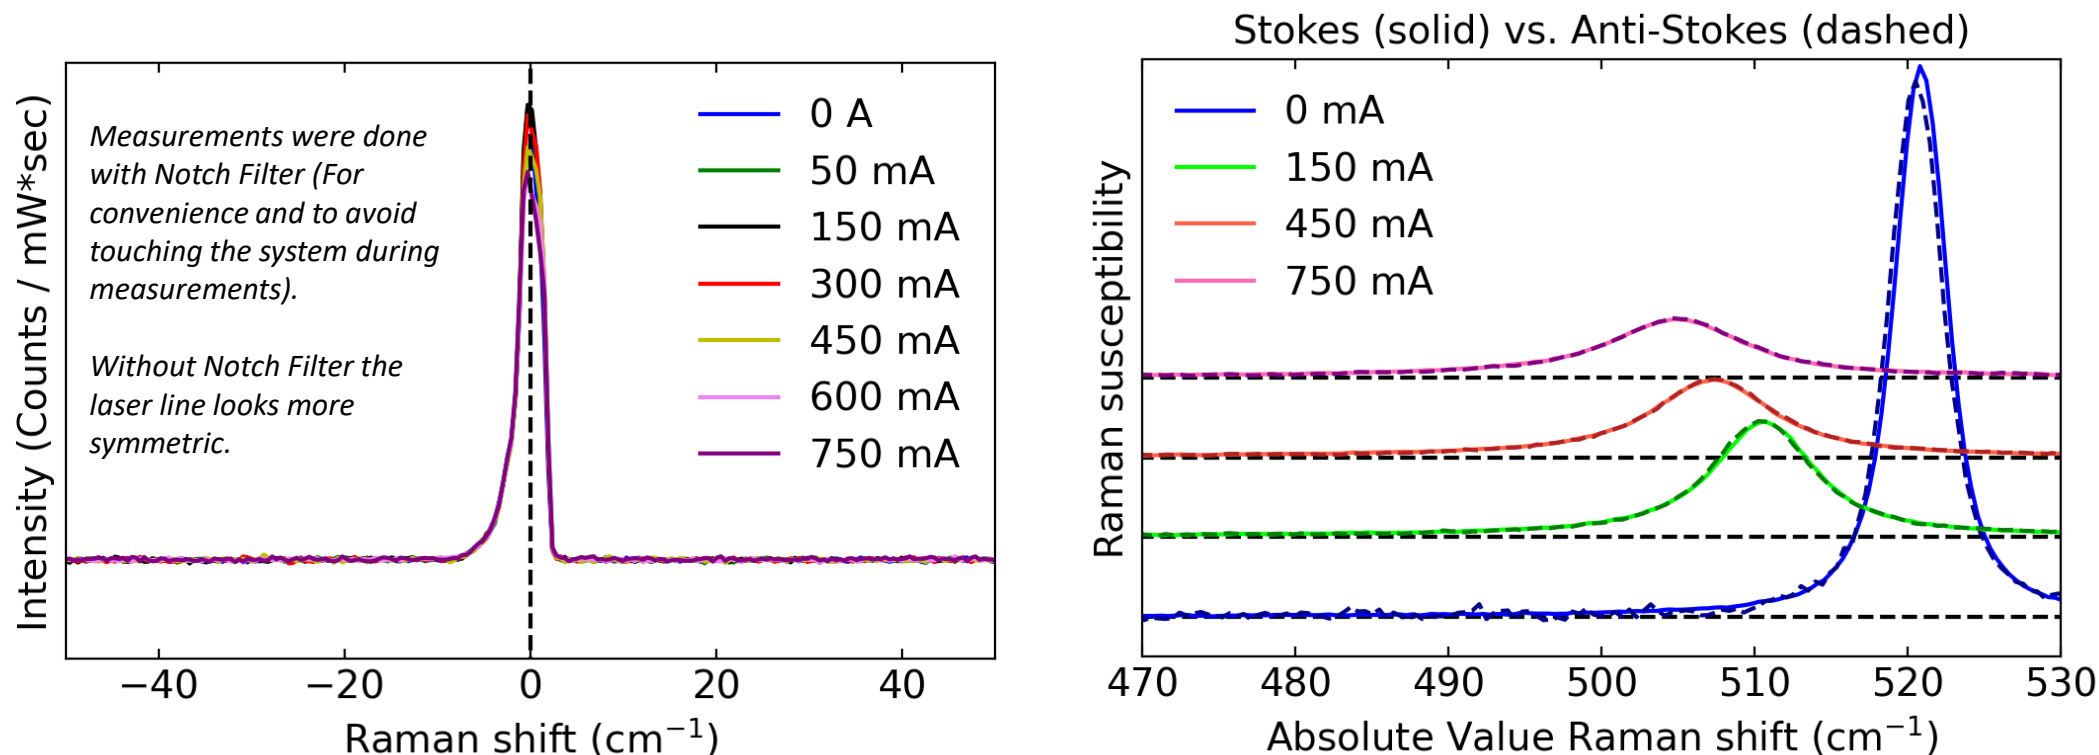 Intensity (Counts / mW*sec)
Measurements were done
with Notch Filter (For
convenience and to avoid
touching the system during
measurements).
Without Notch Filter the
laser line looks more
symmetric.
0 A
50 mA
150 mA
300 mA
450 mA
600 mA
750 mA
−40 −20 0 20 40
Raman shift (cm⁻¹)
Stokes (solid) vs. Anti-Stokes (dashed)
Raman susceptibility
0 mA
150 mA
450 mA
750 mA
470 480 490 500 510 520 530
Absolute Value Raman shift (cm⁻¹)